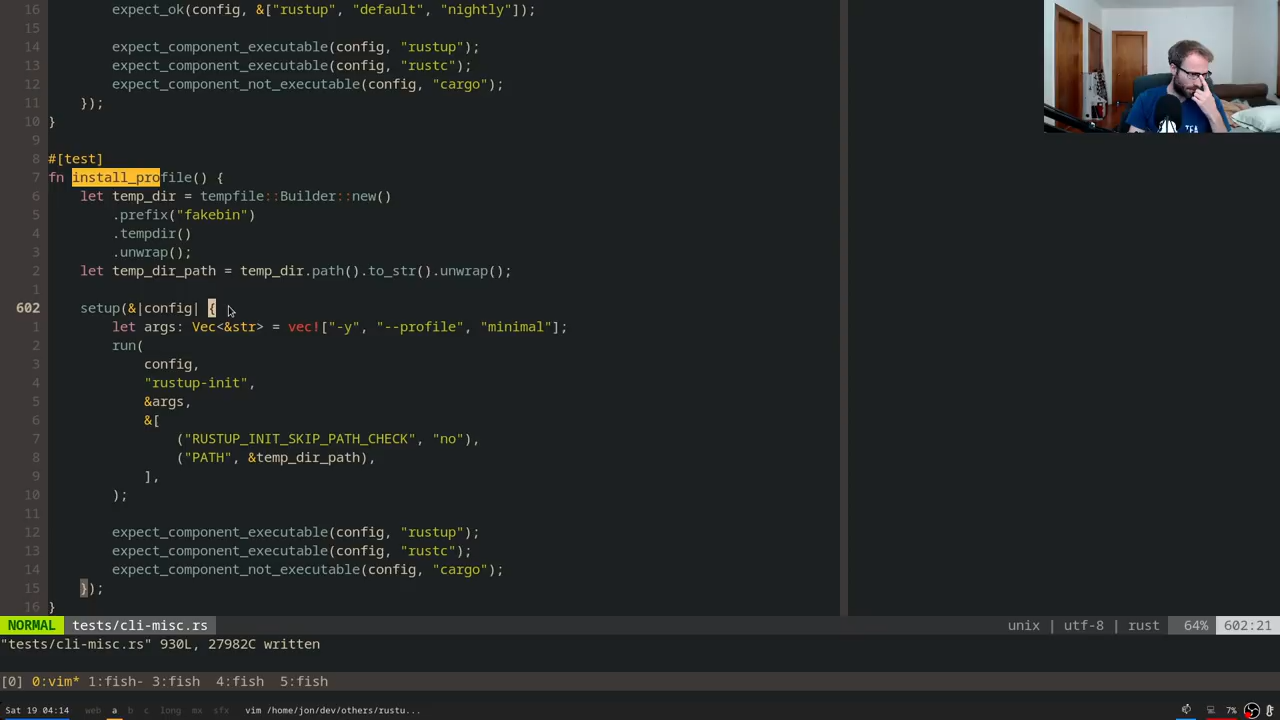 16         expect_ok(config, &["rustup", "default", "nightly"]);
15
14         expect_component_executable(config, "rustup");
13         expect_component_executable(config, "rustc");
12         expect_component_not_executable(config, "cargo");
11     });
10 }
9
8 #[test]
7 fn install_profile() {
6     let temp_dir = tempfile::Builder::new()
5         .prefix("fakebin")
4         .tempdir()
3         .unwrap();
2     let temp_dir_path = temp_dir.path().to_str().unwrap();
1
602     setup(&|config| {
1         let args: Vec<&str> = vec!["-y", "--profile", "minimal"];
2         run(
3             config,
4             "rustup-init",
5             &args,
6             &[
7                 ("RUSTUP_INIT_SKIP_PATH_CHECK", "no"),
8                 ("PATH", &temp_dir_path),
9             ],
10         );
11
12         expect_component_executable(config, "rustup");
13         expect_component_executable(config, "rustc");
14         expect_component_not_executable(config, "cargo");
15     });
16 }
NORMAL tests/cli-misc.rs unix | utf-8 | rust 64% 602:21
"tests/cli-misc.rs" 930L, 27982C written
[0] 0:vim* 1:fish- 3:fish 4:fish 5:fish
Sat 19 04:14 web a b c long mx sfx vim /home/jon/dev/others/rustu... 7%